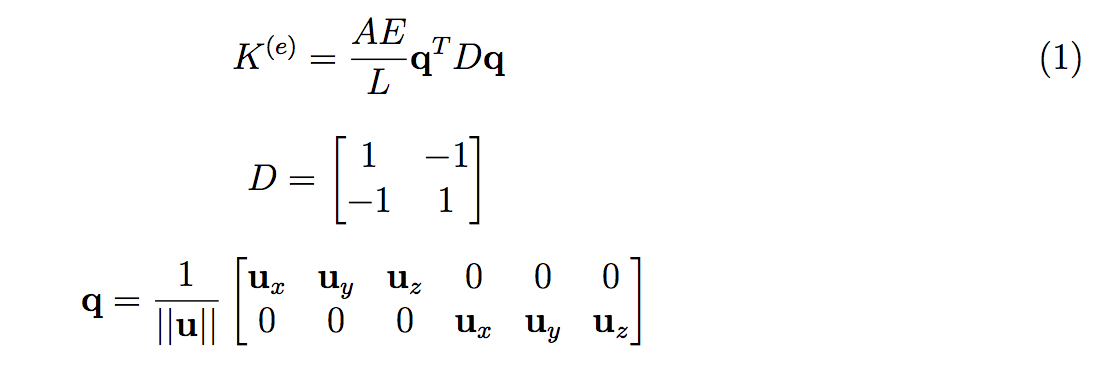 K^{(e)} = \frac{AE}{L} \mathbf{q}^T D \mathbf{q} (1)
D = \begin{bmatrix} 1 & -1 \\ -1 & 1 \end{bmatrix}
\mathbf{q} = \frac{1}{||\mathbf{u}||} \begin{bmatrix} \mathbf{u}_x & \mathbf{u}_y & \mathbf{u}_z & 0 & 0 & 0 \\ 0 & 0 & 0 & \mathbf{u}_x & \mathbf{u}_y & \mathbf{u}_z \end{bmatrix}